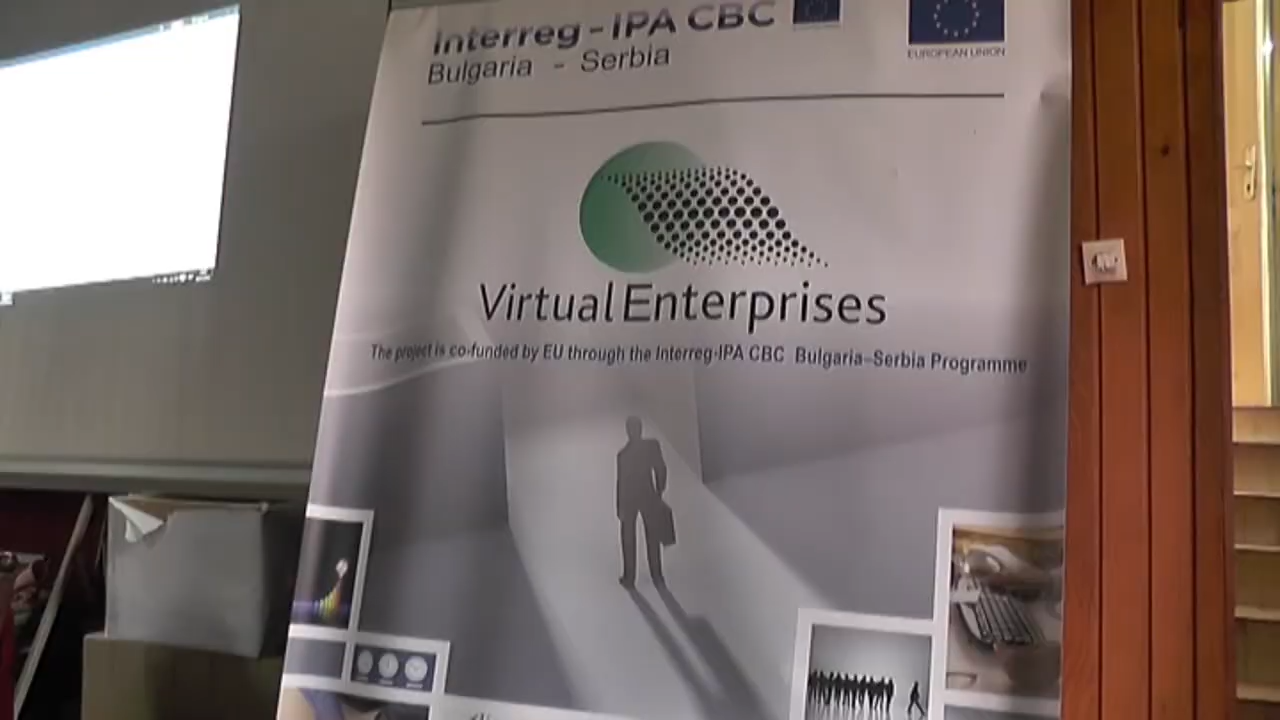 Interreg - IPA CBC
Bulgaria - Serbia
EUROPEAN UNION
Virtual Enterprises
The project is co-funded by EU through the Interreg-IPA CBC Bulgaria-Serbia Programme